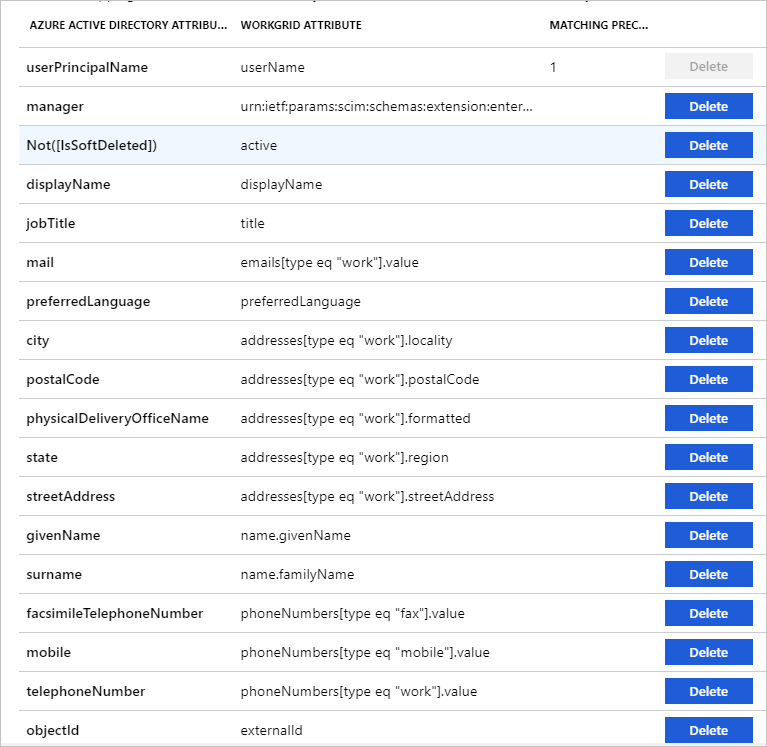 AZURE ACTIVE DIRECTORY ATTRIBU... WORKGRID ATTRIBUTE MATCHING PREC...
userPrincipalName userName 1 Delete
manager urn:ietf:params:scim:schemas:extension:enter... Delete
Not([IsSoftDeleted]) active Delete
displayName displayName Delete
jobTitle title Delete
mail emails[type eq "work"].value Delete
preferredLanguage preferredLanguage Delete
city addresses[type eq "work"].locality Delete
postalCode addresses[type eq "work"].postalCode Delete
physicalDeliveryOfficeName addresses[type eq "work"].formatted Delete
state addresses[type eq "work"].region Delete
streetAddress addresses[type eq "work"].streetAddress Delete
givenName name.givenName Delete
surname name.familyName Delete
facsimileTelephoneNumber phoneNumbers[type eq "fax"].value Delete
mobile phoneNumbers[type eq "mobile"].value Delete
telephoneNumber phoneNumbers[type eq "work"].value Delete
objectId externalId Delete